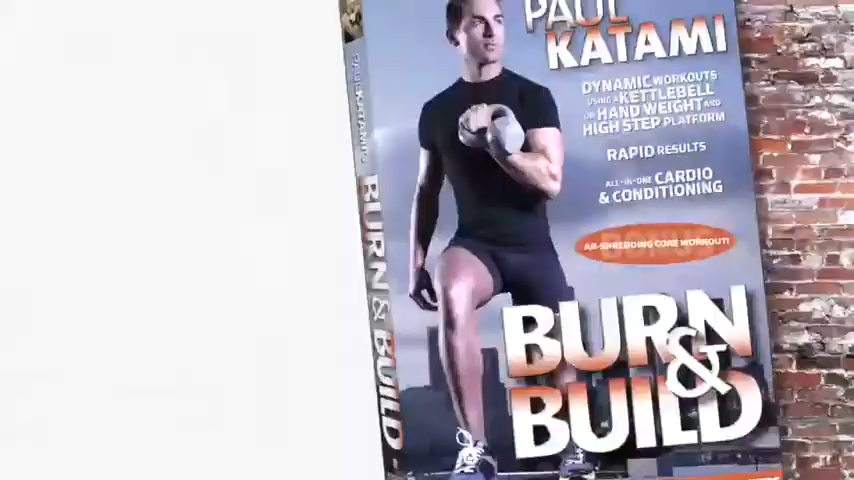 PAUL
KATAMI
DYNAMIC WORKOUTS
USING A KETTLEBELL
OR HAND WEIGHT AND
HIGH STEP PLATFORM
RAPID RESULTS
ALL-IN-ONE CARDIO
& CONDITIONING
BONUS
AB-SHREDDING CORE WORKOUT!
BURN
&
BUILD
PAUL KATAMI'S
BURN & BUILD